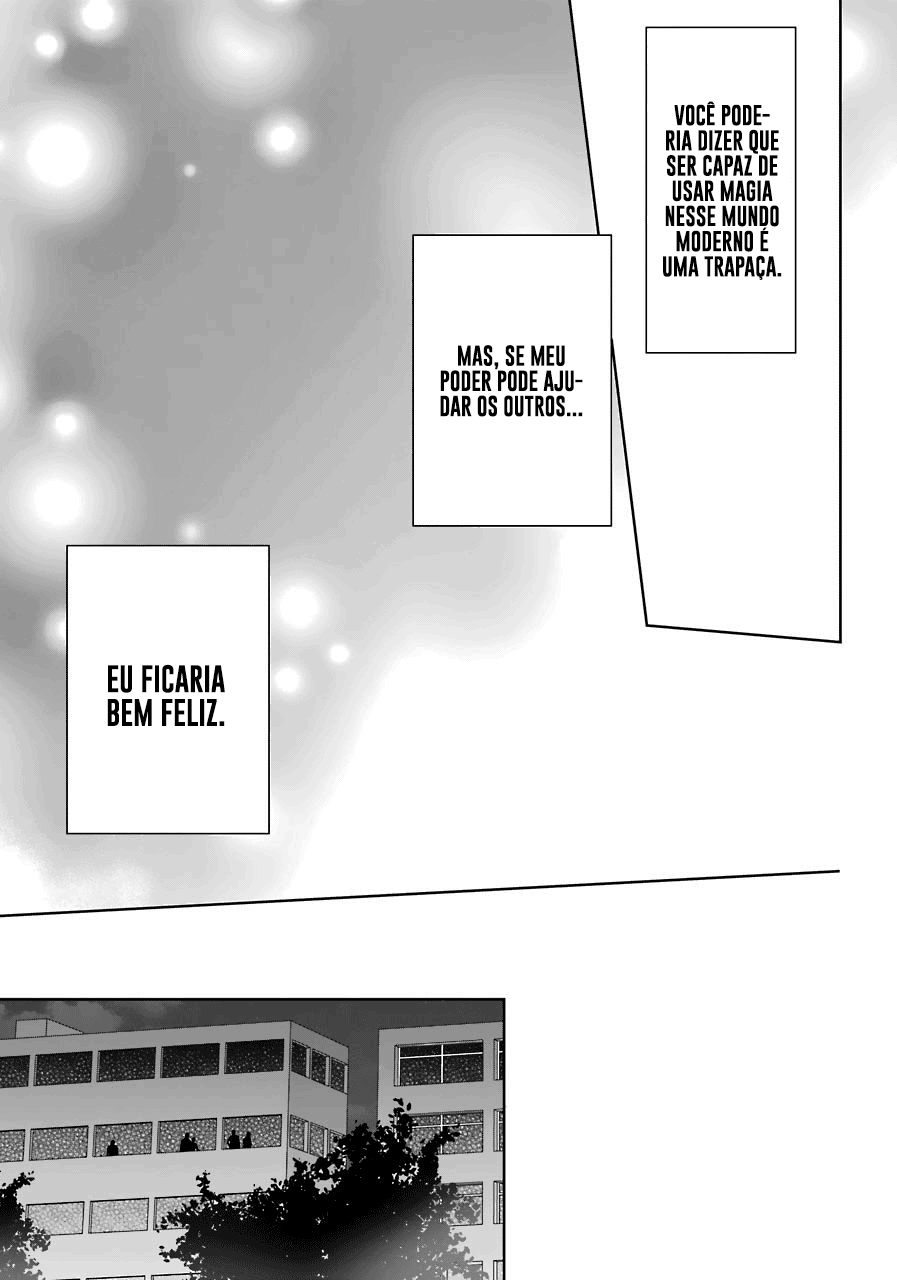 VOCÊ PODE-
RIA DIZER QUE
SER CAPAZ DE
USAR MAGIA
NESSE MUNDO
MODERNO É
UMA TRAPAÇA.
MAS, SE MEU
PODER PODE AJU-
DAR OS OUTROS...
EU FICARIA
BEM FELIZ.